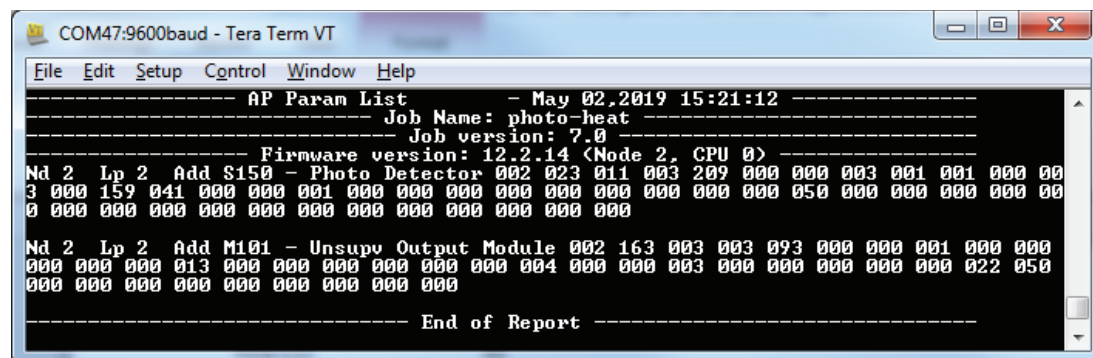 COM47:9600baud - Tera Term VT
File Edit Setup Control Window Help
----------------- AP Param List - May 02,2019 15:21:12 ---------------
---------------------------- Job Name: photo-heat ---------------------------
------------------------------- Job version: 7.0 ------------------------------
------------------ Firmware version: 12.2.14 (Node 2, CPU 0) ----------------
Nd 2 Lp 2 Add S150 - Photo Detector 002 023 011 003 209 000 000 003 001 001 000 00
3 000 159 041 000 000 001 000 000 000 000 000 000 000 000 000 050 000 000 000 00
0 000 000 000 000 000 000 000 000 000 000 000 000
Nd 2 Lp 2 Add M101 - Unsupv Output Module 002 163 003 003 093 000 000 001 000 000
000 000 000 013 000 000 000 000 000 000 004 000 000 003 000 000 000 000 000 022 050
000 000 000 000 000 000 000 000 000
------------------------------- End of Report -------------------------------